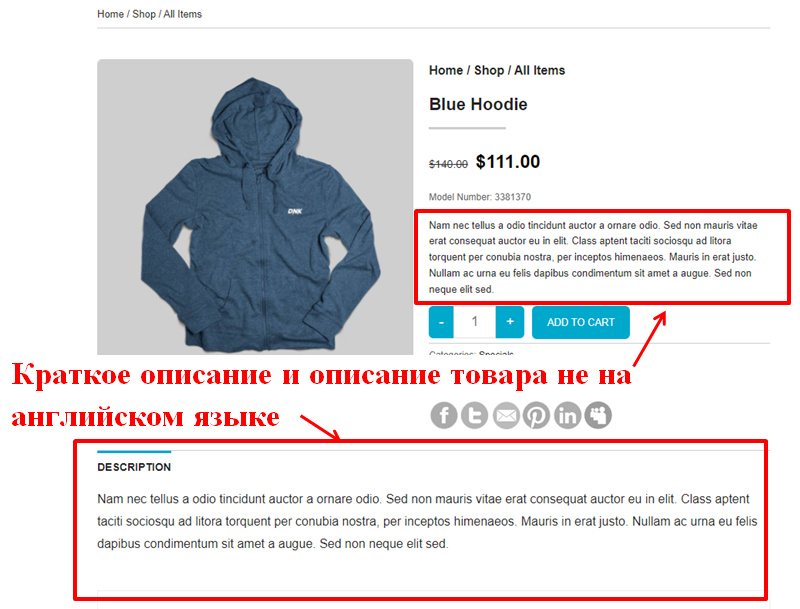 Home / Shop / All Items
Home / Shop / All Items
Blue Hoodie
$140.00 $111.00
Model Number: 3381370
Nam nec tellus a odio tincidunt auctor a ornare odio. Sed non mauris vitae
erat consequat auctor eu in elit. Class aptent taciti sociosqu ad litora
torquent per conubia nostra, per inceptos himenaeos. Mauris in erat justo.
Nullam ac urna eu felis dapibus condimentum sit amet a augue. Sed non
neque elit sed.
DNK
- 1 + ADD TO CART
Categories: Specials
Краткое описание и описание товара не на
английском языке
DESCRIPTION
Nam nec tellus a odio tincidunt auctor a ornare odio. Sed non mauris vitae erat consequat auctor eu in elit. Class aptent
taciti sociosqu ad litora torquent per conubia nostra, per inceptos himenaeos. Mauris in erat justo. Nullam ac urna eu felis
dapibus condimentum sit amet a augue. Sed non neque elit sed.